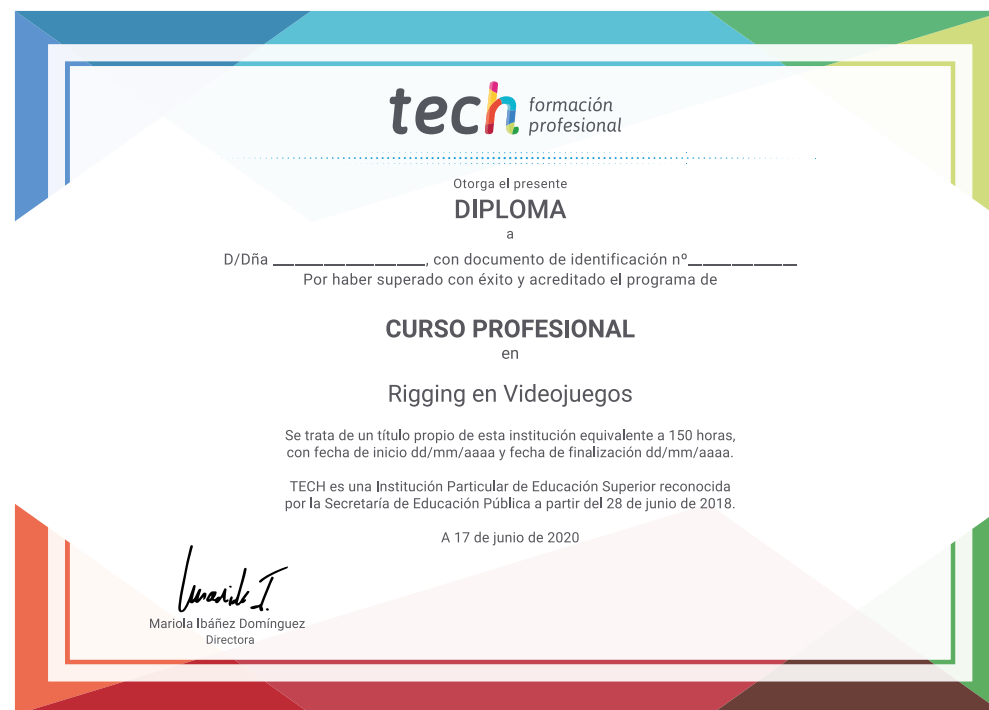 tech formación
profesional
Otorga el presente
DIPLOMA
a
D/Dña ____________________, con documento de identificación nº______________
Por haber superado con éxito y acreditado el programa de
CURSO PROFESIONAL
en
Rigging en Videojuegos
Se trata de un título propio de esta institución equivalente a 150 horas,
con fecha de inicio dd/mm/aaaa y fecha de finalización dd/mm/aaaa.
TECH es una Institución Particular de Educación Superior reconocida
por la Secretaría de Educación Pública a partir del 28 de junio de 2018.
A 17 de junio de 2020
Mariola Ibáñez Domínguez
Directora